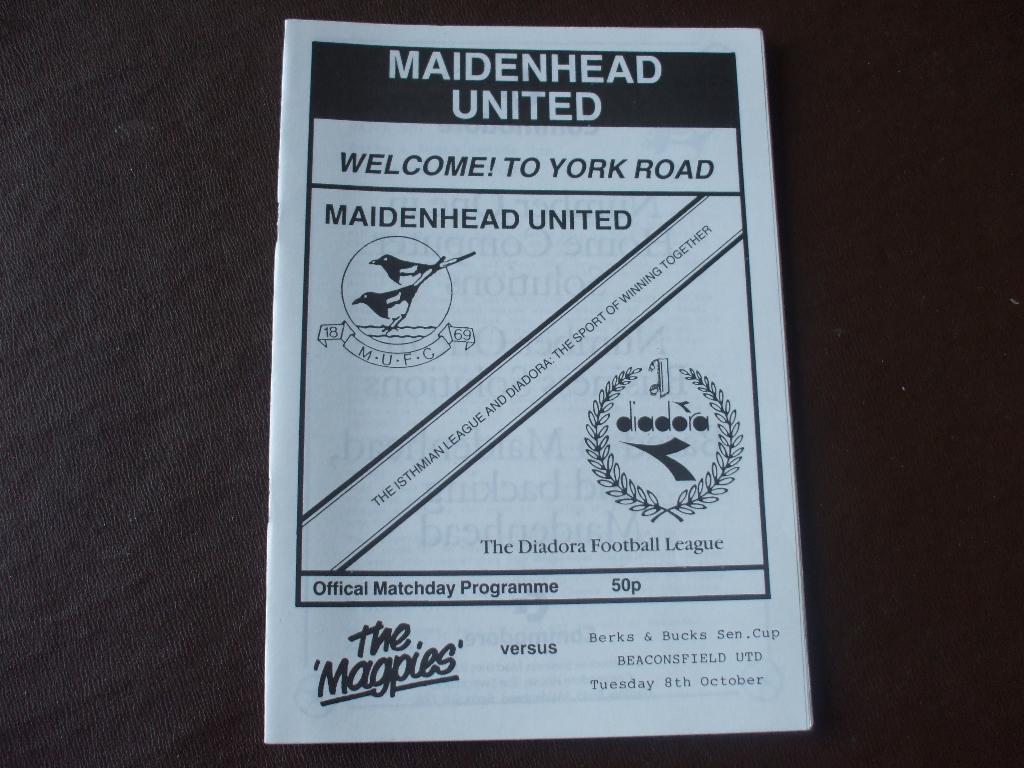 MAIDENHEAD
UNITED
WELCOME! TO YORK ROAD
MAIDENHEAD UNITED
18 69
M·U·F·C
THE ISTHMIAN LEAGUE AND DIADORA: THE SPORT OF WINNING TOGETHER
diadora
The Diadora Football League
Offical Matchday Programme 50p
The
'Magpies'
versus
Berks & Bucks Sen.Cup
BEACONSFIELD UTD
Tuesday 8th October